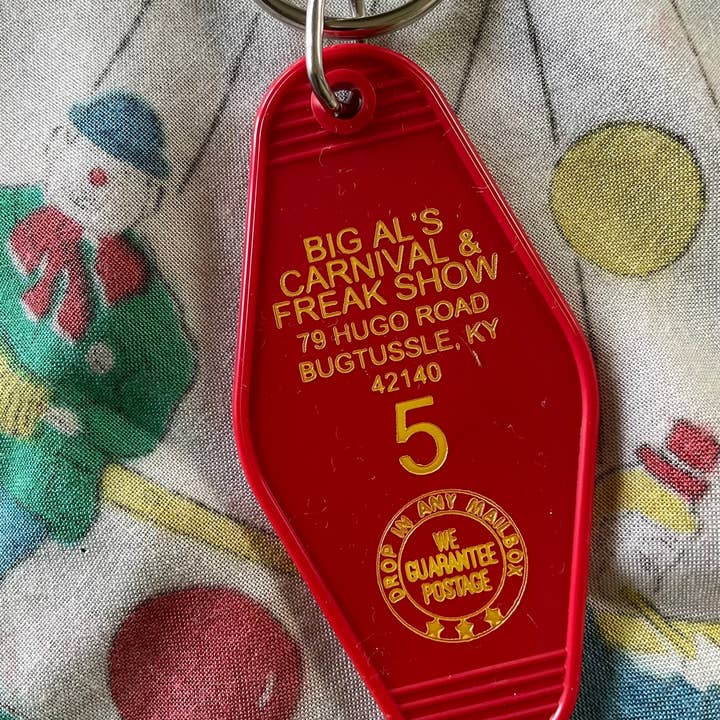 BIG AL'S
CARNIVAL &
FREAK SHOW
79 HUGO ROAD
BUGTUSSLE, KY
42140
5
DROP IN ANY MAILBOX
WE
GUARANTEE
POSTAGE